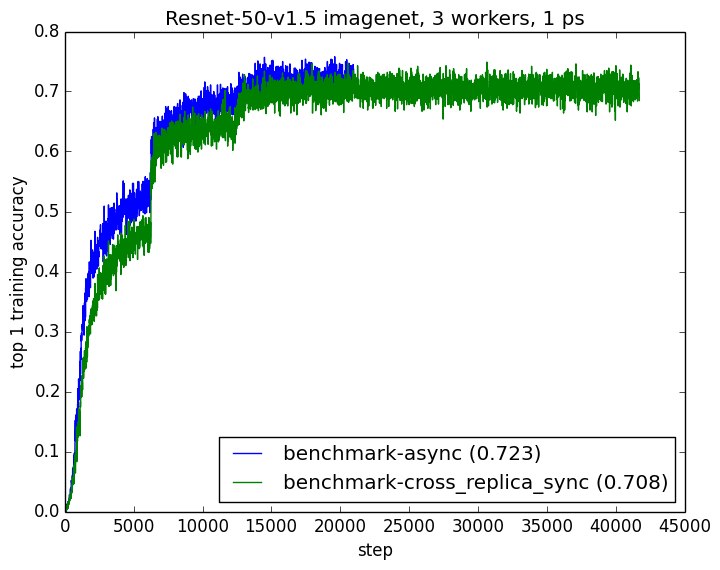 Resnet-50-v1.5 imagenet, 3 workers, 1 ps
0.8
0.7
0.6
0.5
0.4
0.3
0.2
0.1
0.0
top 1 training accuracy
benchmark-async (0.723)
benchmark-cross_replica_sync (0.708)
0 5000 10000 15000 20000 25000 30000 35000 40000 45000
step